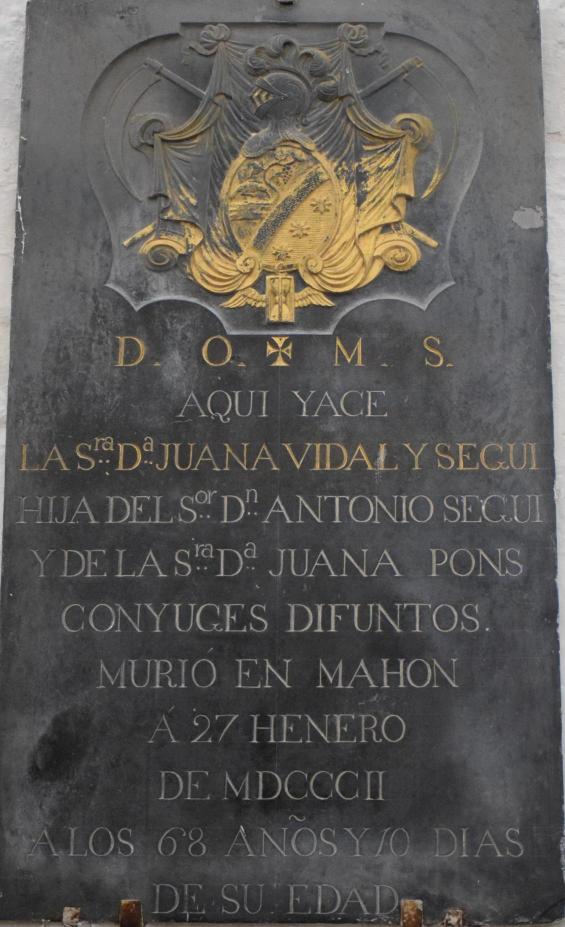 D. O. ✠ M. S.
AQUI YACE
LA S.ra D.a JUANA VIDAL Y SEGUI
HIJA DEL S.or D.n ANTONIO SEGUI
Y DE LA S.ra D.a JUANA PONS
CONYUGES DIFUNTOS.
MURIÓ EN MAHON
Á 27 HENERO
DE MDCCCII
A LOS 68 AÑOS Y 10 DIAS
DE SU EDAD